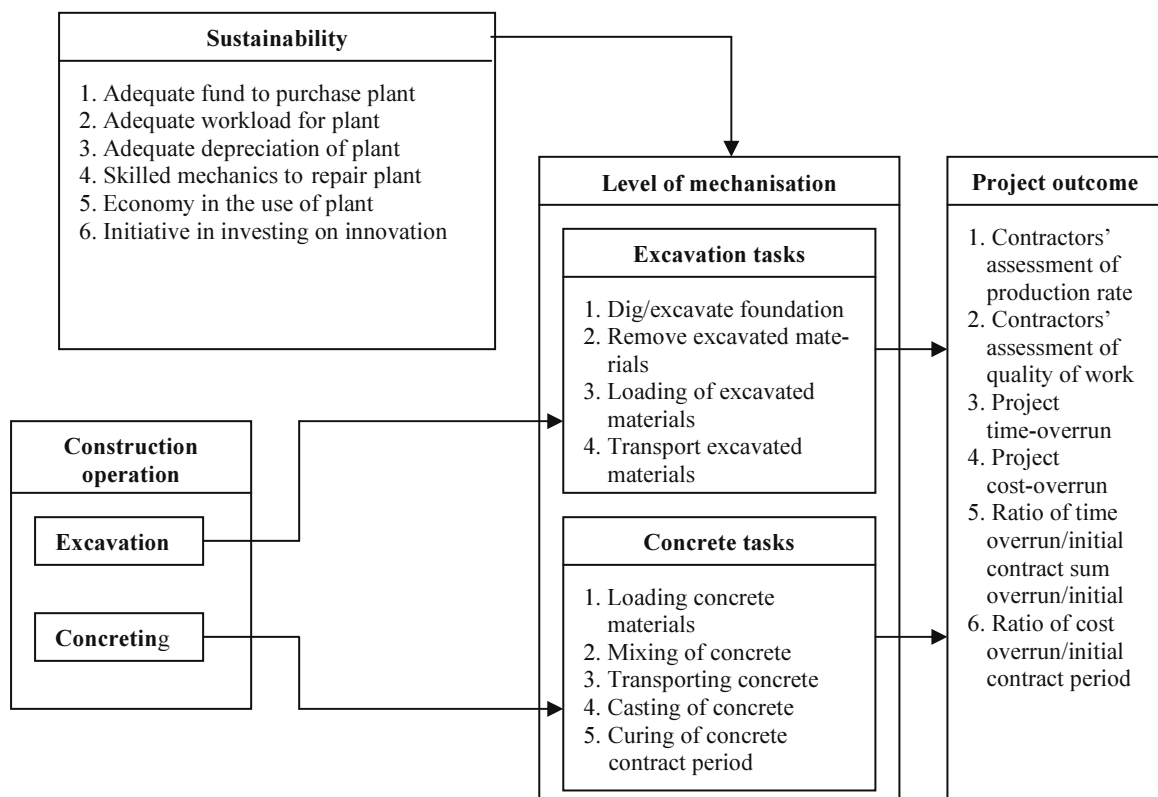 Sustainability
1. Adequate fund to purchase plant
2. Adequate workload for plant
3. Adequate depreciation of plant
4. Skilled mechanics to repair plant
5. Economy in the use of plant
6. Initiative in investing on innovation
Construction
operation
Excavation
Concreting
Level of mechanisation
Excavation tasks
1. Dig/excavate foundation
2. Remove excavated mate-
rials
3. Loading of excavated
materials
4. Transport excavated
materials
Concrete tasks
1. Loading concrete
materials
2. Mixing of concrete
3. Transporting concrete
4. Casting of concrete
5. Curing of concrete
contract period
Project outcome
1. Contractors’
assessment of
production rate
2. Contractors’
assessment of
quality of work
3. Project
time-overrun
4. Project
cost-overrun
5. Ratio of time
overrun/initial
contract sum
overrun/initial
6. Ratio of cost
overrun/initial
contract period